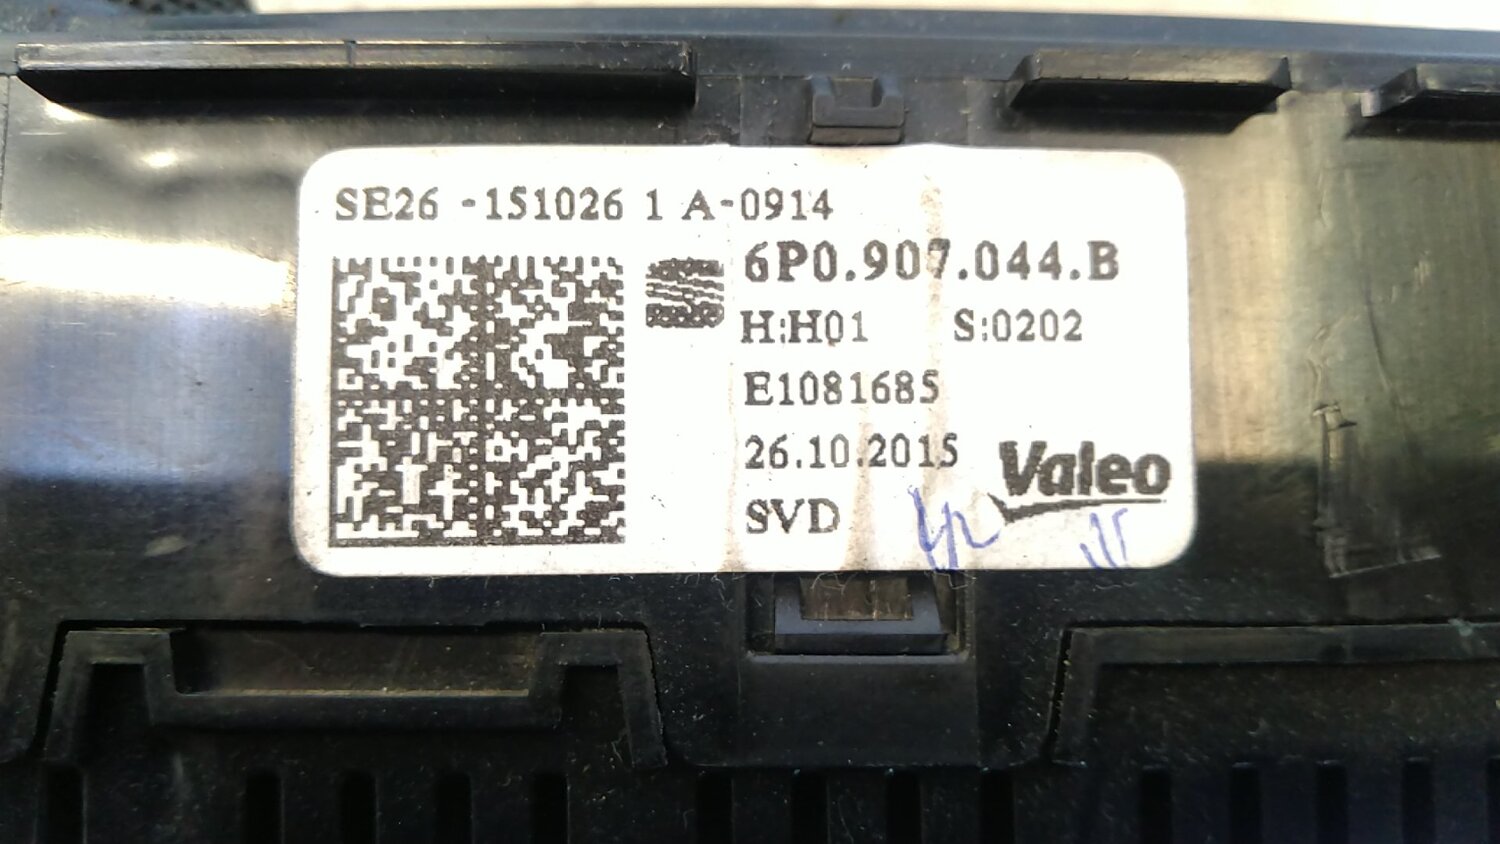 SE26 -151026 1 A-0914
6P0.907.044.B
H:H01 S:0202
E1081685
26.10.2015
SVD
Valeo